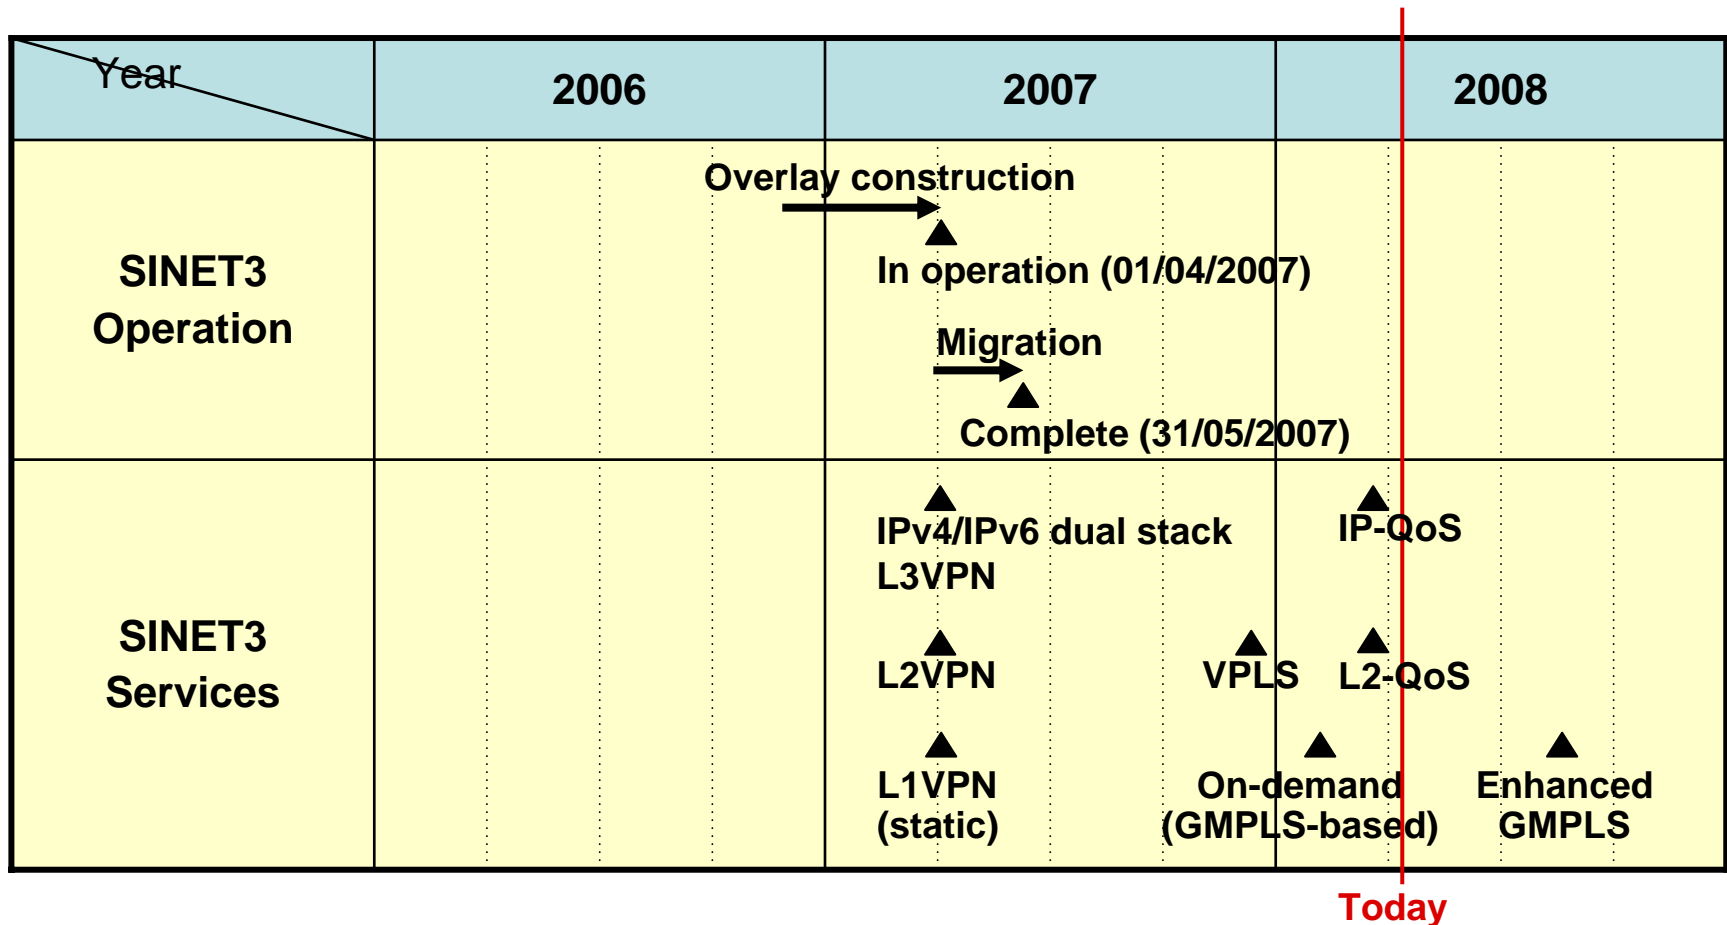 Year
2006
2007
2008
SINET3
Operation
Overlay construction
In operation (01/04/2007)
Migration
Complete (31/05/2007)
SINET3
Services
IPv4/IPv6 dual stack
L3VPN
IP-QoS
L2VPN
VPLS
L2-QoS
L1VPN
(static)
On-demand
(GMPLS-based)
Enhanced
GMPLS
Today